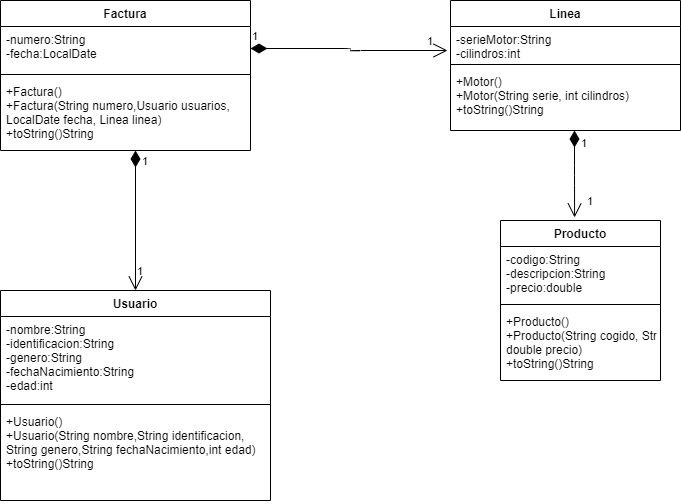 Factura
-numero:String
-fecha:LocalDate
+Factura()
+Factura(String numero,Usuario usuarios,
LocalDate fecha, Linea linea)
+toString()String
1
1
Linea
-serieMotor:String
-cilindros:int
+Motor()
+Motor(String serie, int cilindros)
+toString()String
1
1
1
1
Producto
-codigo:String
-descripcion:String
-precio:double
+Producto()
+Producto(String cogido, Str
double precio)
+toString()String
Usuario
-nombre:String
-identificacion:String
-genero:String
-fechaNacimiento:String
-edad:int
+Usuario()
+Usuario(String nombre,String identificacion,
String genero,String fechaNacimiento,int edad)
+toString()String